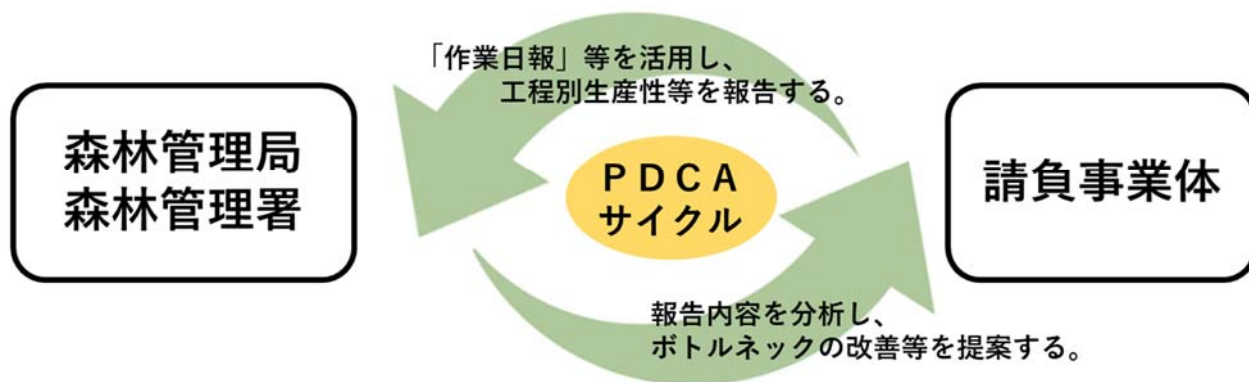 「作業日報」等を活用し、
工程別生産性等を報告する。
森林管理局
森林管理署
ＰＤＣＡ
サイクル
請負事業体
報告内容を分析し、
ボトルネックの改善等を提案する。